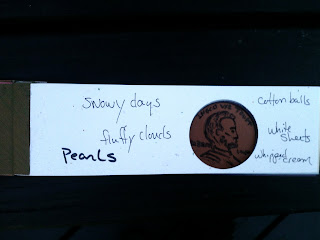 snowy days
fluffy clouds
Pearls
cotton balls
white
sheets
whipped cream